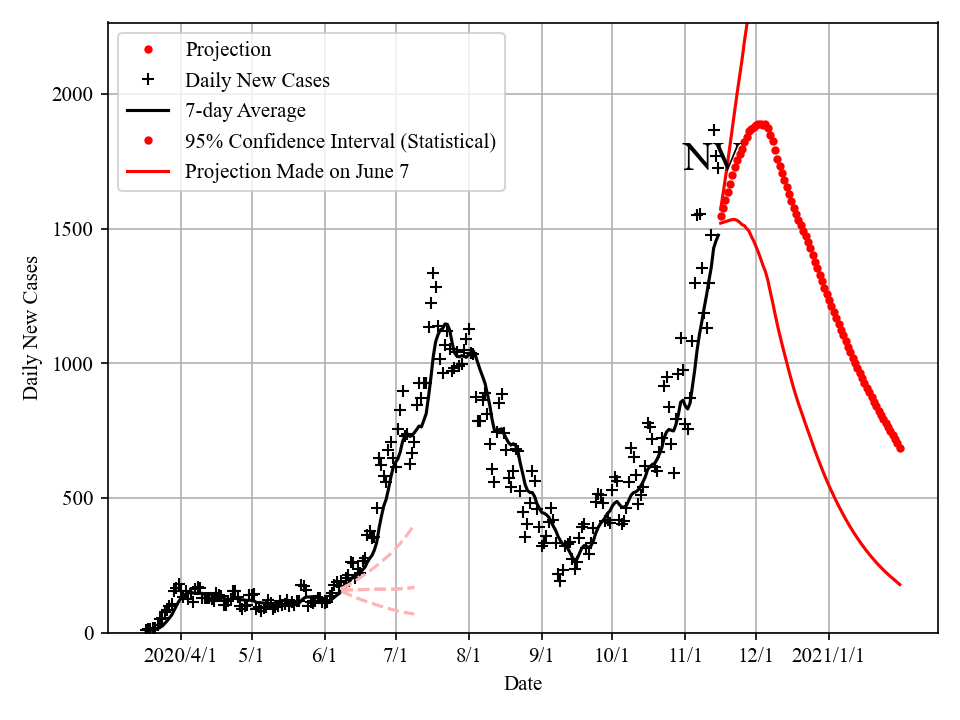 Projection
Daily New Cases
7-day Average
95% Confidence Interval (Statistical)
Projection Made on June 7
NV
2000
1500
1000
500
0
Daily New Cases
2020/4/1 5/1 6/1 7/1 8/1 9/1 10/1 11/1 12/1 2021/1/1
Date